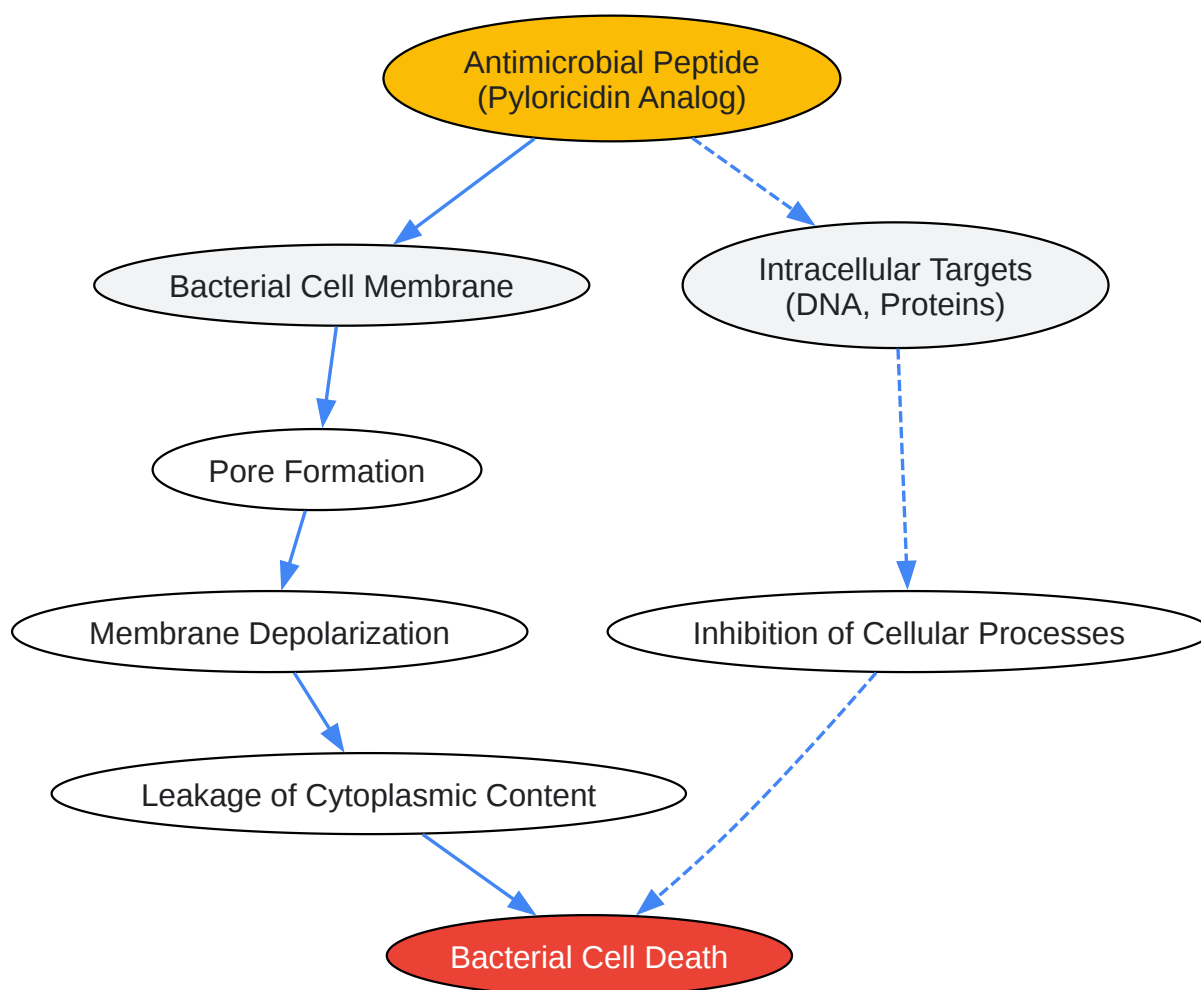 Antimicrobial Peptide
(Pyloricidin Analog)
Bacterial Cell Membrane
Intracellular Targets
(DNA, Proteins)
Pore Formation
Membrane Depolarization
Inhibition of Cellular Processes
Leakage of Cytoplasmic Content
Bacterial Cell Death